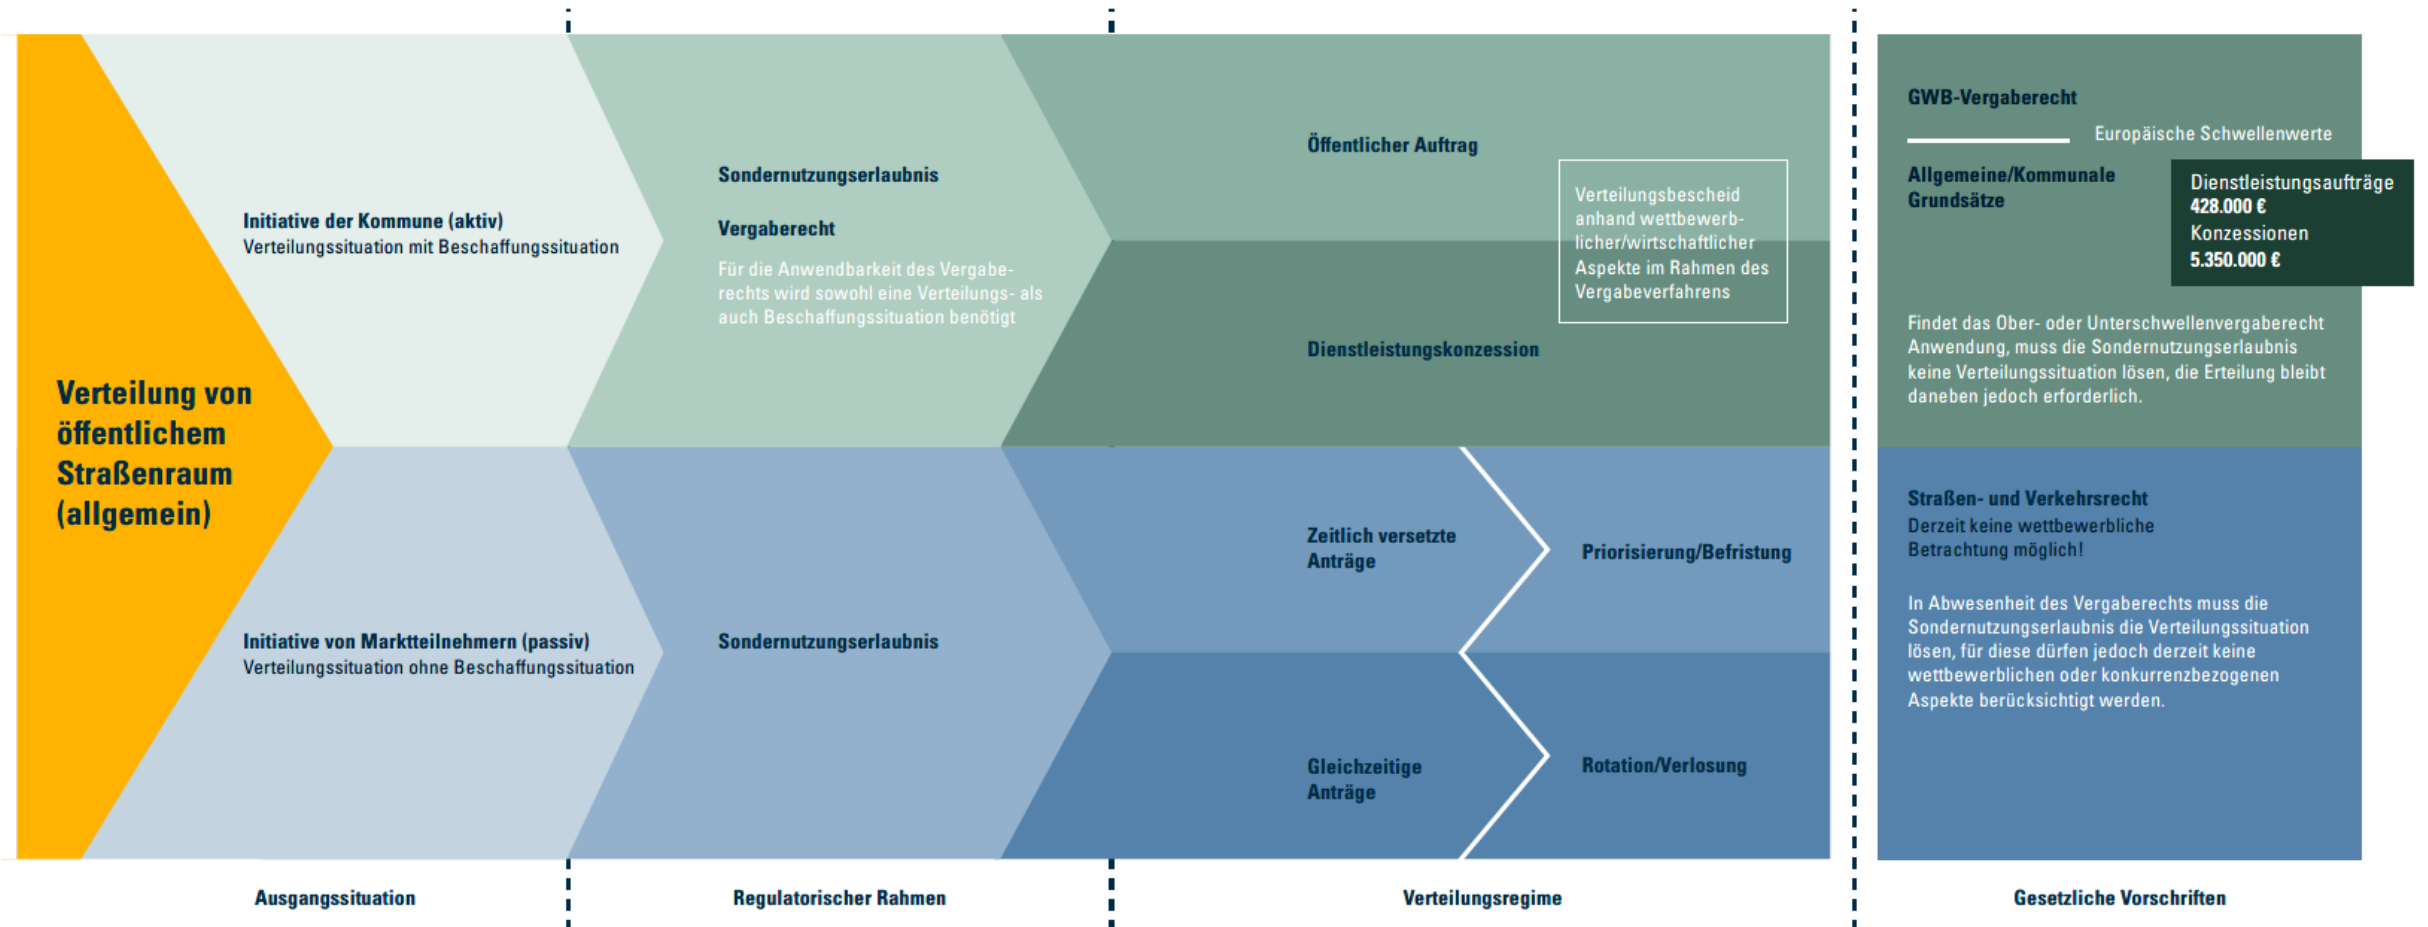 Verteilung von
öffentlichem
Straßenraum
(allgemein)
Initiative der Kommune (aktiv)
Verteilungssituation mit Beschaffungssituation
Initiative von Marktteilnehmern (passiv)
Verteilungssituation ohne Beschaffungssituation
Sondernutzungserlaubnis
Vergaberecht
Für die Anwendbarkeit des Vergabe-
rechts wird sowohl eine Verteilungs- als
auch Beschaffungssituation benötigt
Sondernutzungserlaubnis
Öffentlicher Auftrag
Verteilungsbescheid
anhand wettbewerb-
licher/wirtschaftlicher
Aspekte im Rahmen des
Vergabeverfahrens
Dienstleistungskonzession
Zeitlich versetzte
Anträge
Priorisierung/Befristung
Gleichzeitige
Anträge
Rotation/Verlosung
GWB-Vergaberecht
Europäische Schwellenwerte
Allgemeine/Kommunale
Grundsätze
Dienstleistungsaufträge
428.000 €
Konzessionen
5.350.000 €
Findet das Ober- oder Unterschwellenvergaberecht
Anwendung, muss die Sondernutzungserlaubnis
keine Verteilungssituation lösen, die Erteilung bleibt
daneben jedoch erforderlich.
Straßen- und Verkehrsrecht
Derzeit keine wettbewerbliche
Betrachtung möglich!
In Abwesenheit des Vergaberechts muss die
Sondernutzungserlaubnis die Verteilungssituation
lösen, für diese dürfen jedoch derzeit keine
wettbewerblichen oder konkurrenzbezogenen
Aspekte berücksichtigt werden.
Ausgangssituation
Regulatorischer Rahmen
Verteilungsregime
Gesetzliche Vorschriften